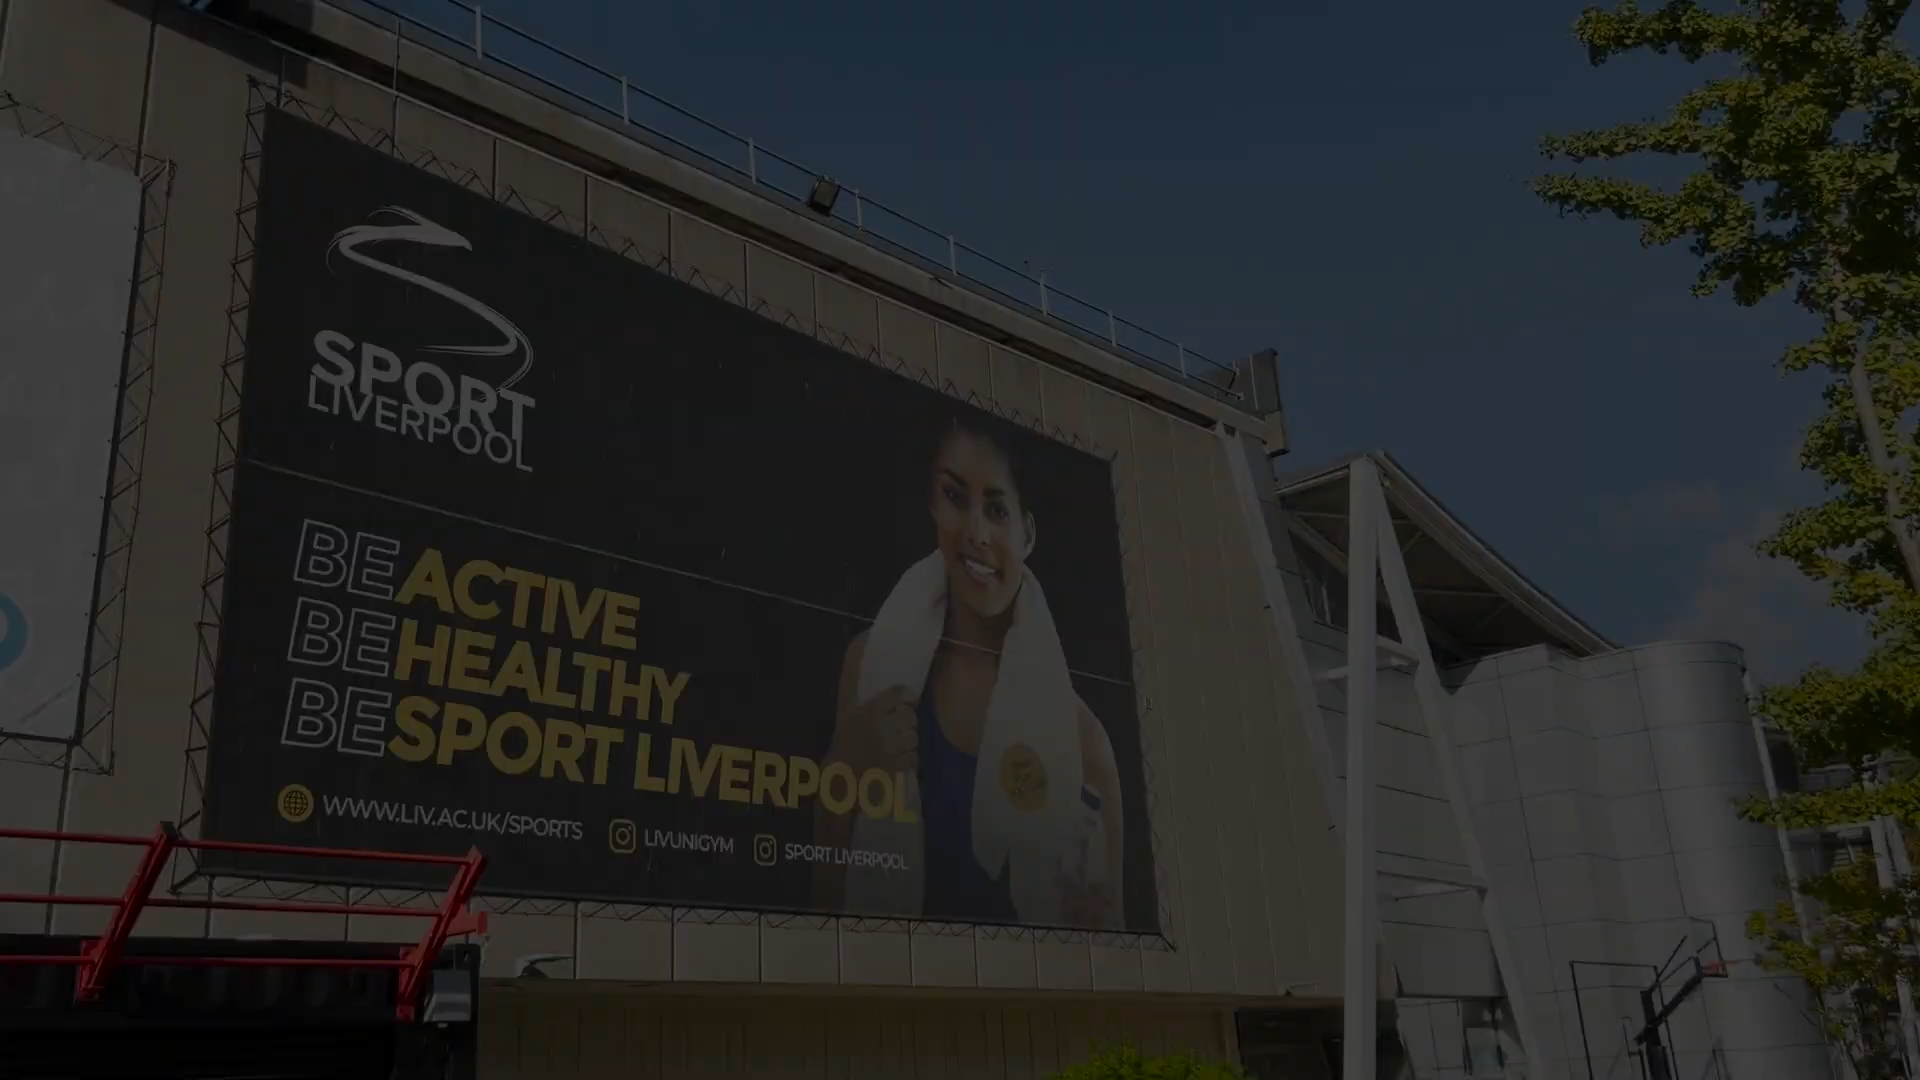 SPORT
LIVERPOOL
BE ACTIVE
BE HEALTHY
BE SPORT LIVERPOOL
WWW.LIV.AC.UK/SPORTS LIVUNIGYM SPORT LIVERPOOL